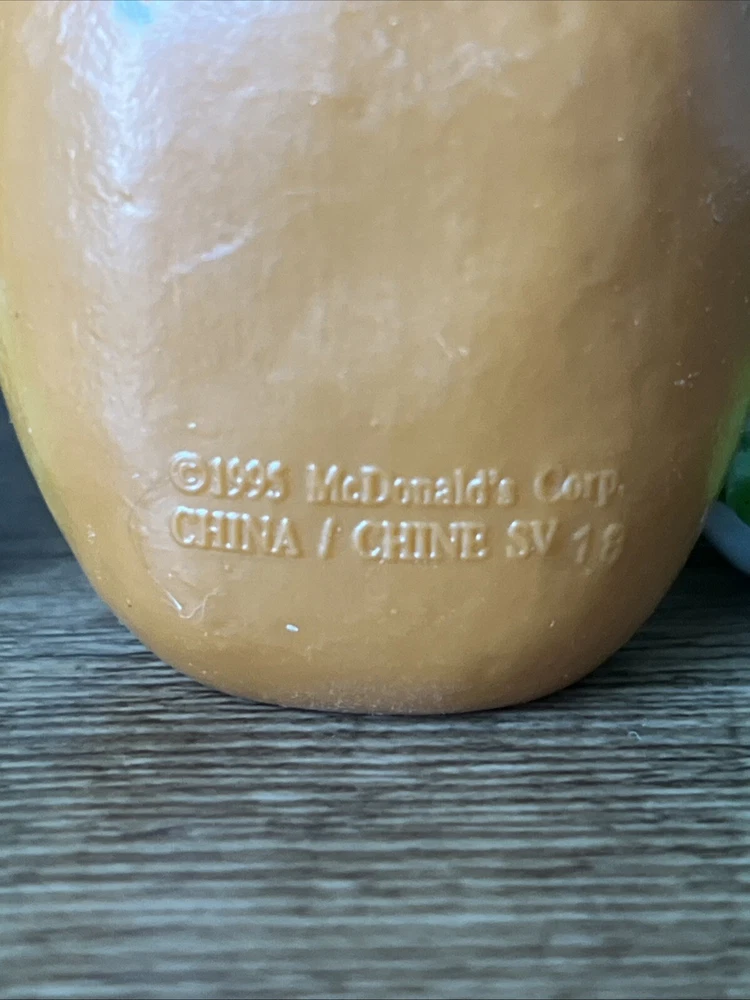 ©1995 McDonald's Corp.
CHINA / CHINE SV 18